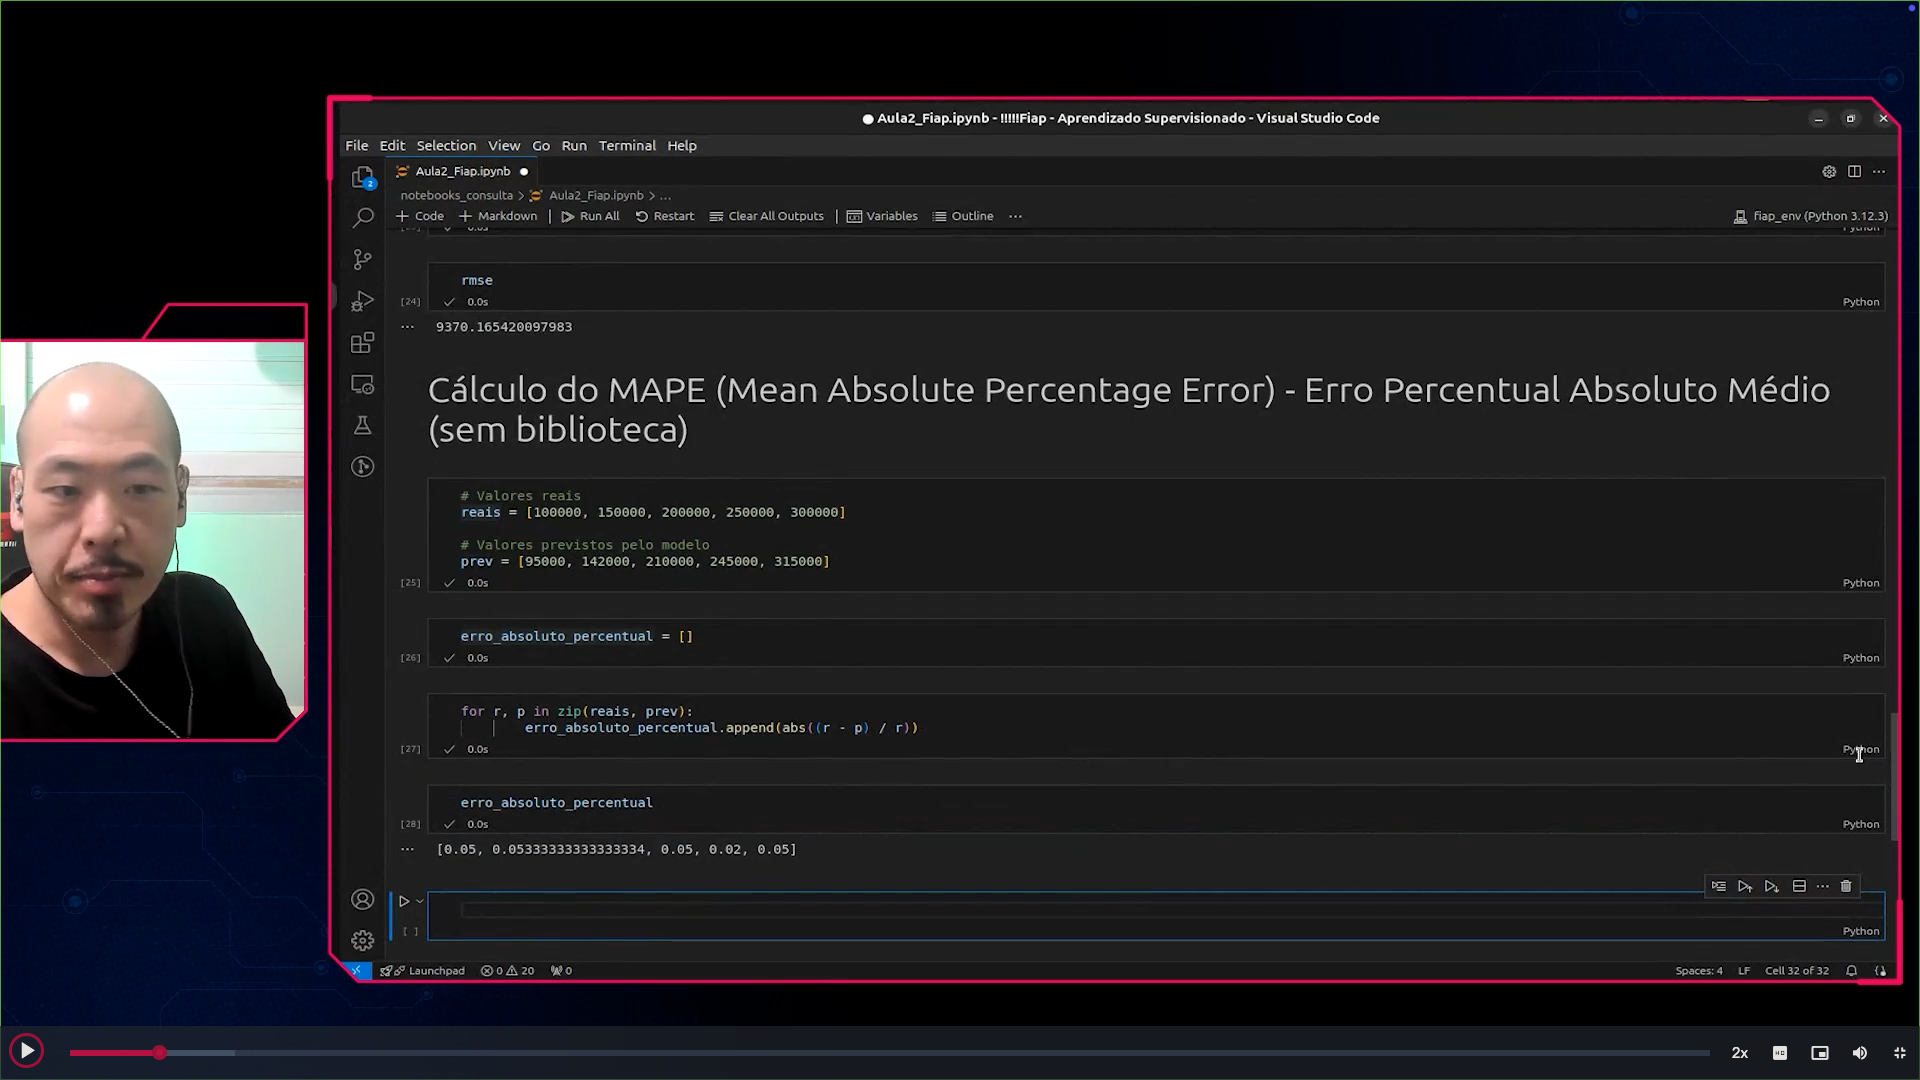 Aula2_Fiap.ipynb - !!!!!Fiap - Aprendizado Supervisionado - Visual Studio Code
File Edit Selection View Go Run Terminal Help
Aula2_Fiap.ipynb
2
notebooks_consulta > Aula2_Fiap.ipynb > ...
Code Markdown Run All Restart Clear All Outputs Variables Outline ... fiap_env (Python 3.12.3)
rmse
[24] 0.0s Python
9370.165420097983
Cálculo do MAPE (Mean Absolute Percentage Error) - Erro Percentual Absoluto Médio
(sem biblioteca)
# Valores reais
reais = [100000, 150000, 200000, 250000, 300000]
# Valores previstos pelo modelo
prev = [95000, 142000, 210000, 245000, 315000]
[25] 0.0s Python
erro_absoluto_percentual = []
[26] 0.0s Python
for r, p in zip(reais, prev):
erro_absoluto_percentual.append(abs((r - p) / r))
[27] 0.0s Python
erro_absoluto_percentual
[28] 0.0s Python
[0.05, 0.05333333333333334, 0.05, 0.02, 0.05]
[ ] Python
Launchpad 0 20 0 Spaces: 4 LF Cell 32 of 32
2x HD